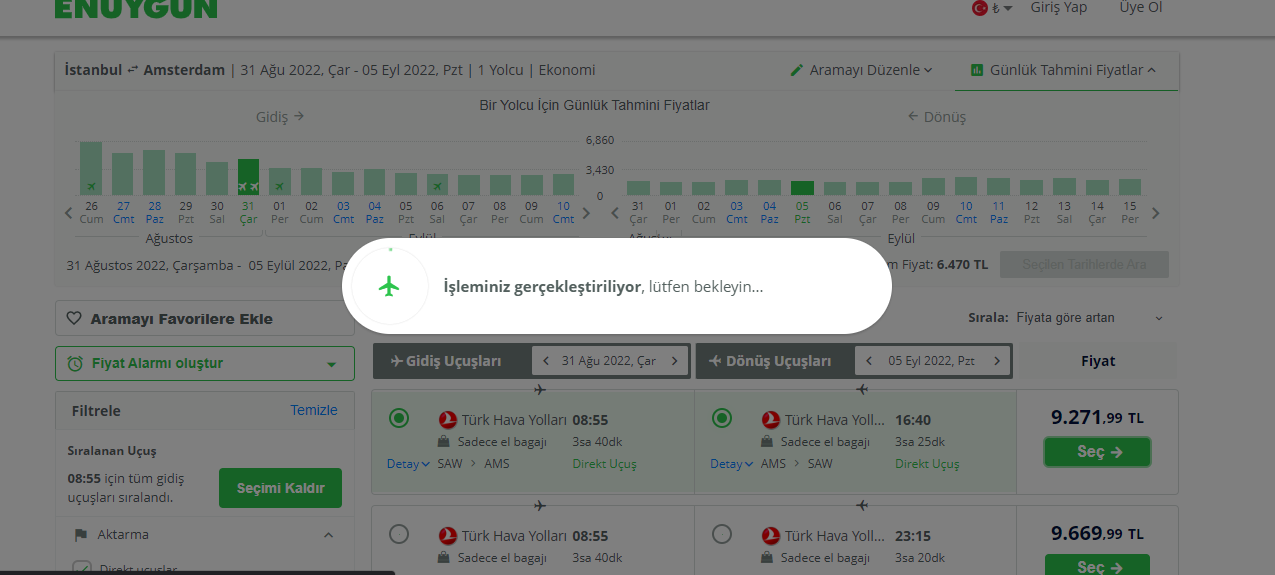 ENUYGUN
₺ Giriş Yap Üye Ol
İstanbul Amsterdam | 31 Ağu 2022, Çar - 05 Eyl 2022, Pzt | 1 Yolcu | Ekonomi
Aramayı Düzenle
Günlük Tahmini Fiyatlar
Bir Yolcu İçin Günlük Tahmini Fiyatlar
Gidiş →
← Dönüş
6,860
3,430
0
26 27 28 29 30 31 01 02 03 04 05 06 07 08 09 10
Cum Cmt Paz Pzt Sal Çar Per Cum Cmt Paz Pzt Sal Çar Per Cum Cmt
Ağustos Eylül
31 01 02 03 04 05 06 07 08 09 10 11 12 13 14 15
Çar Per Cum Cmt Paz Pzt Sal Çar Per Cum Cmt Paz Pzt Sal Çar Per
Eylül
31 Ağustos 2022, Çarşamba - 05 Eylül 2022,
Fiyat: 6.470 TL
Seçilen Tarihlerde Ara
İşleminiz gerçekleştiriliyor, lütfen bekleyin...
Aramayı Favorilere Ekle
Sırala: Fiyata göre artan
Fiyat Alarmı oluştur
Gidiş Uçuşları
31 Ağu 2022, Çar
Dönüş Uçuşları
05 Eyl 2022, Pzt
Fiyat
Filtrele Temizle
Sıralanan Uçuş
08:55 için tüm gidiş
uçuşları sıralandı.
Seçimi Kaldır
Aktarma
Direkt uçuşlar
Türk Hava Yolları 08:55
Sadece el bagajı 3sa 40dk
Detay SAW > AMS Direkt Uçuş
Türk Hava Yoll... 16:40
Sadece el bagajı 3sa 25dk
Detay AMS > SAW Direkt Uçuş
9.271,99 TL
Seç →
Türk Hava Yolları 08:55
Sadece el bagajı 3sa 40dk
Türk Hava Yoll... 23:15
Sadece el bagajı 3sa 20dk
9.669,99 TL
Seç →